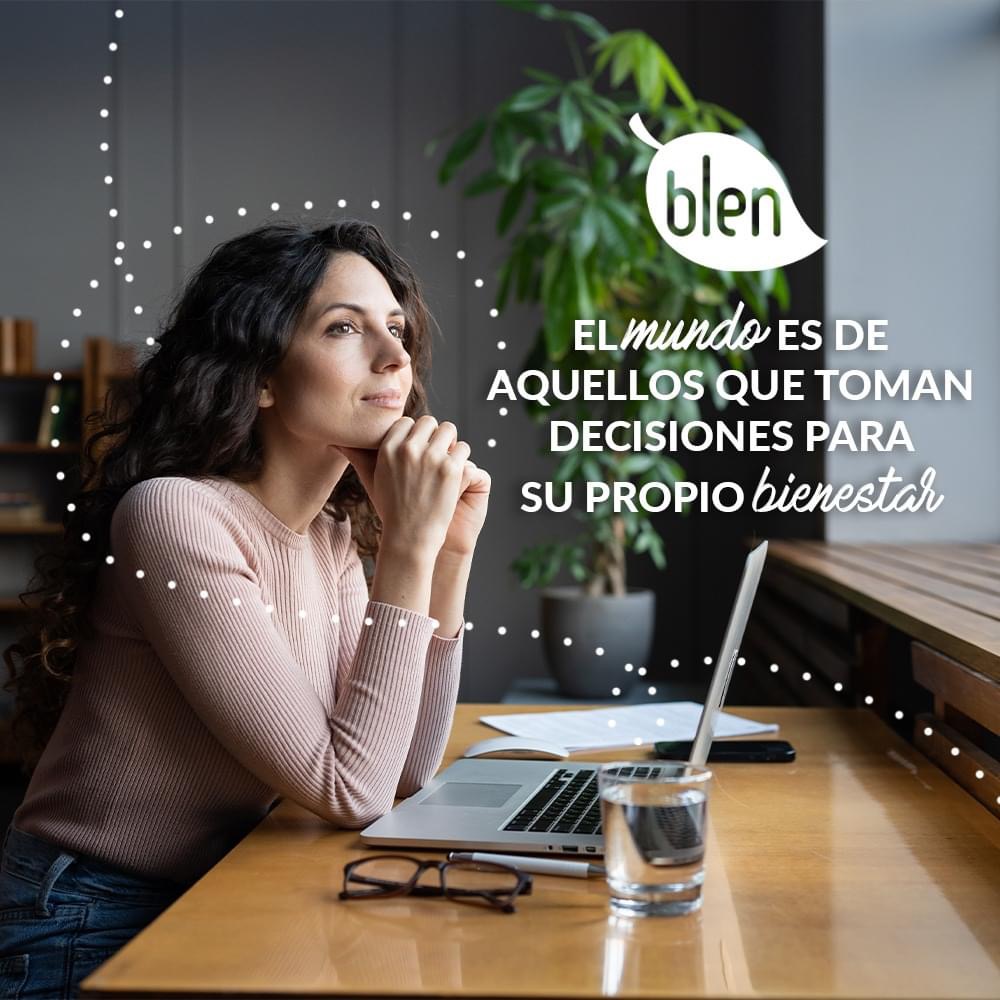 blen
EL mundo ES DE
AQUELLOS QUE TOMAN
DECISIONES PARA
SU PROPIO bienestar